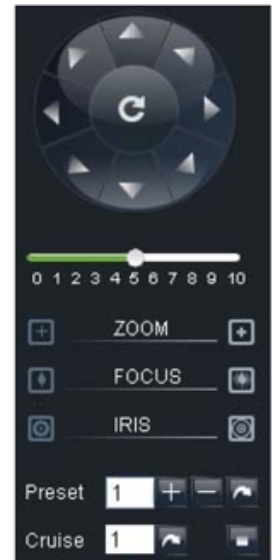 0 1 2 3 4 5 6 7 8 9 10
ZOOM
FOCUS
IRIS
Preset 1
Cruise 1